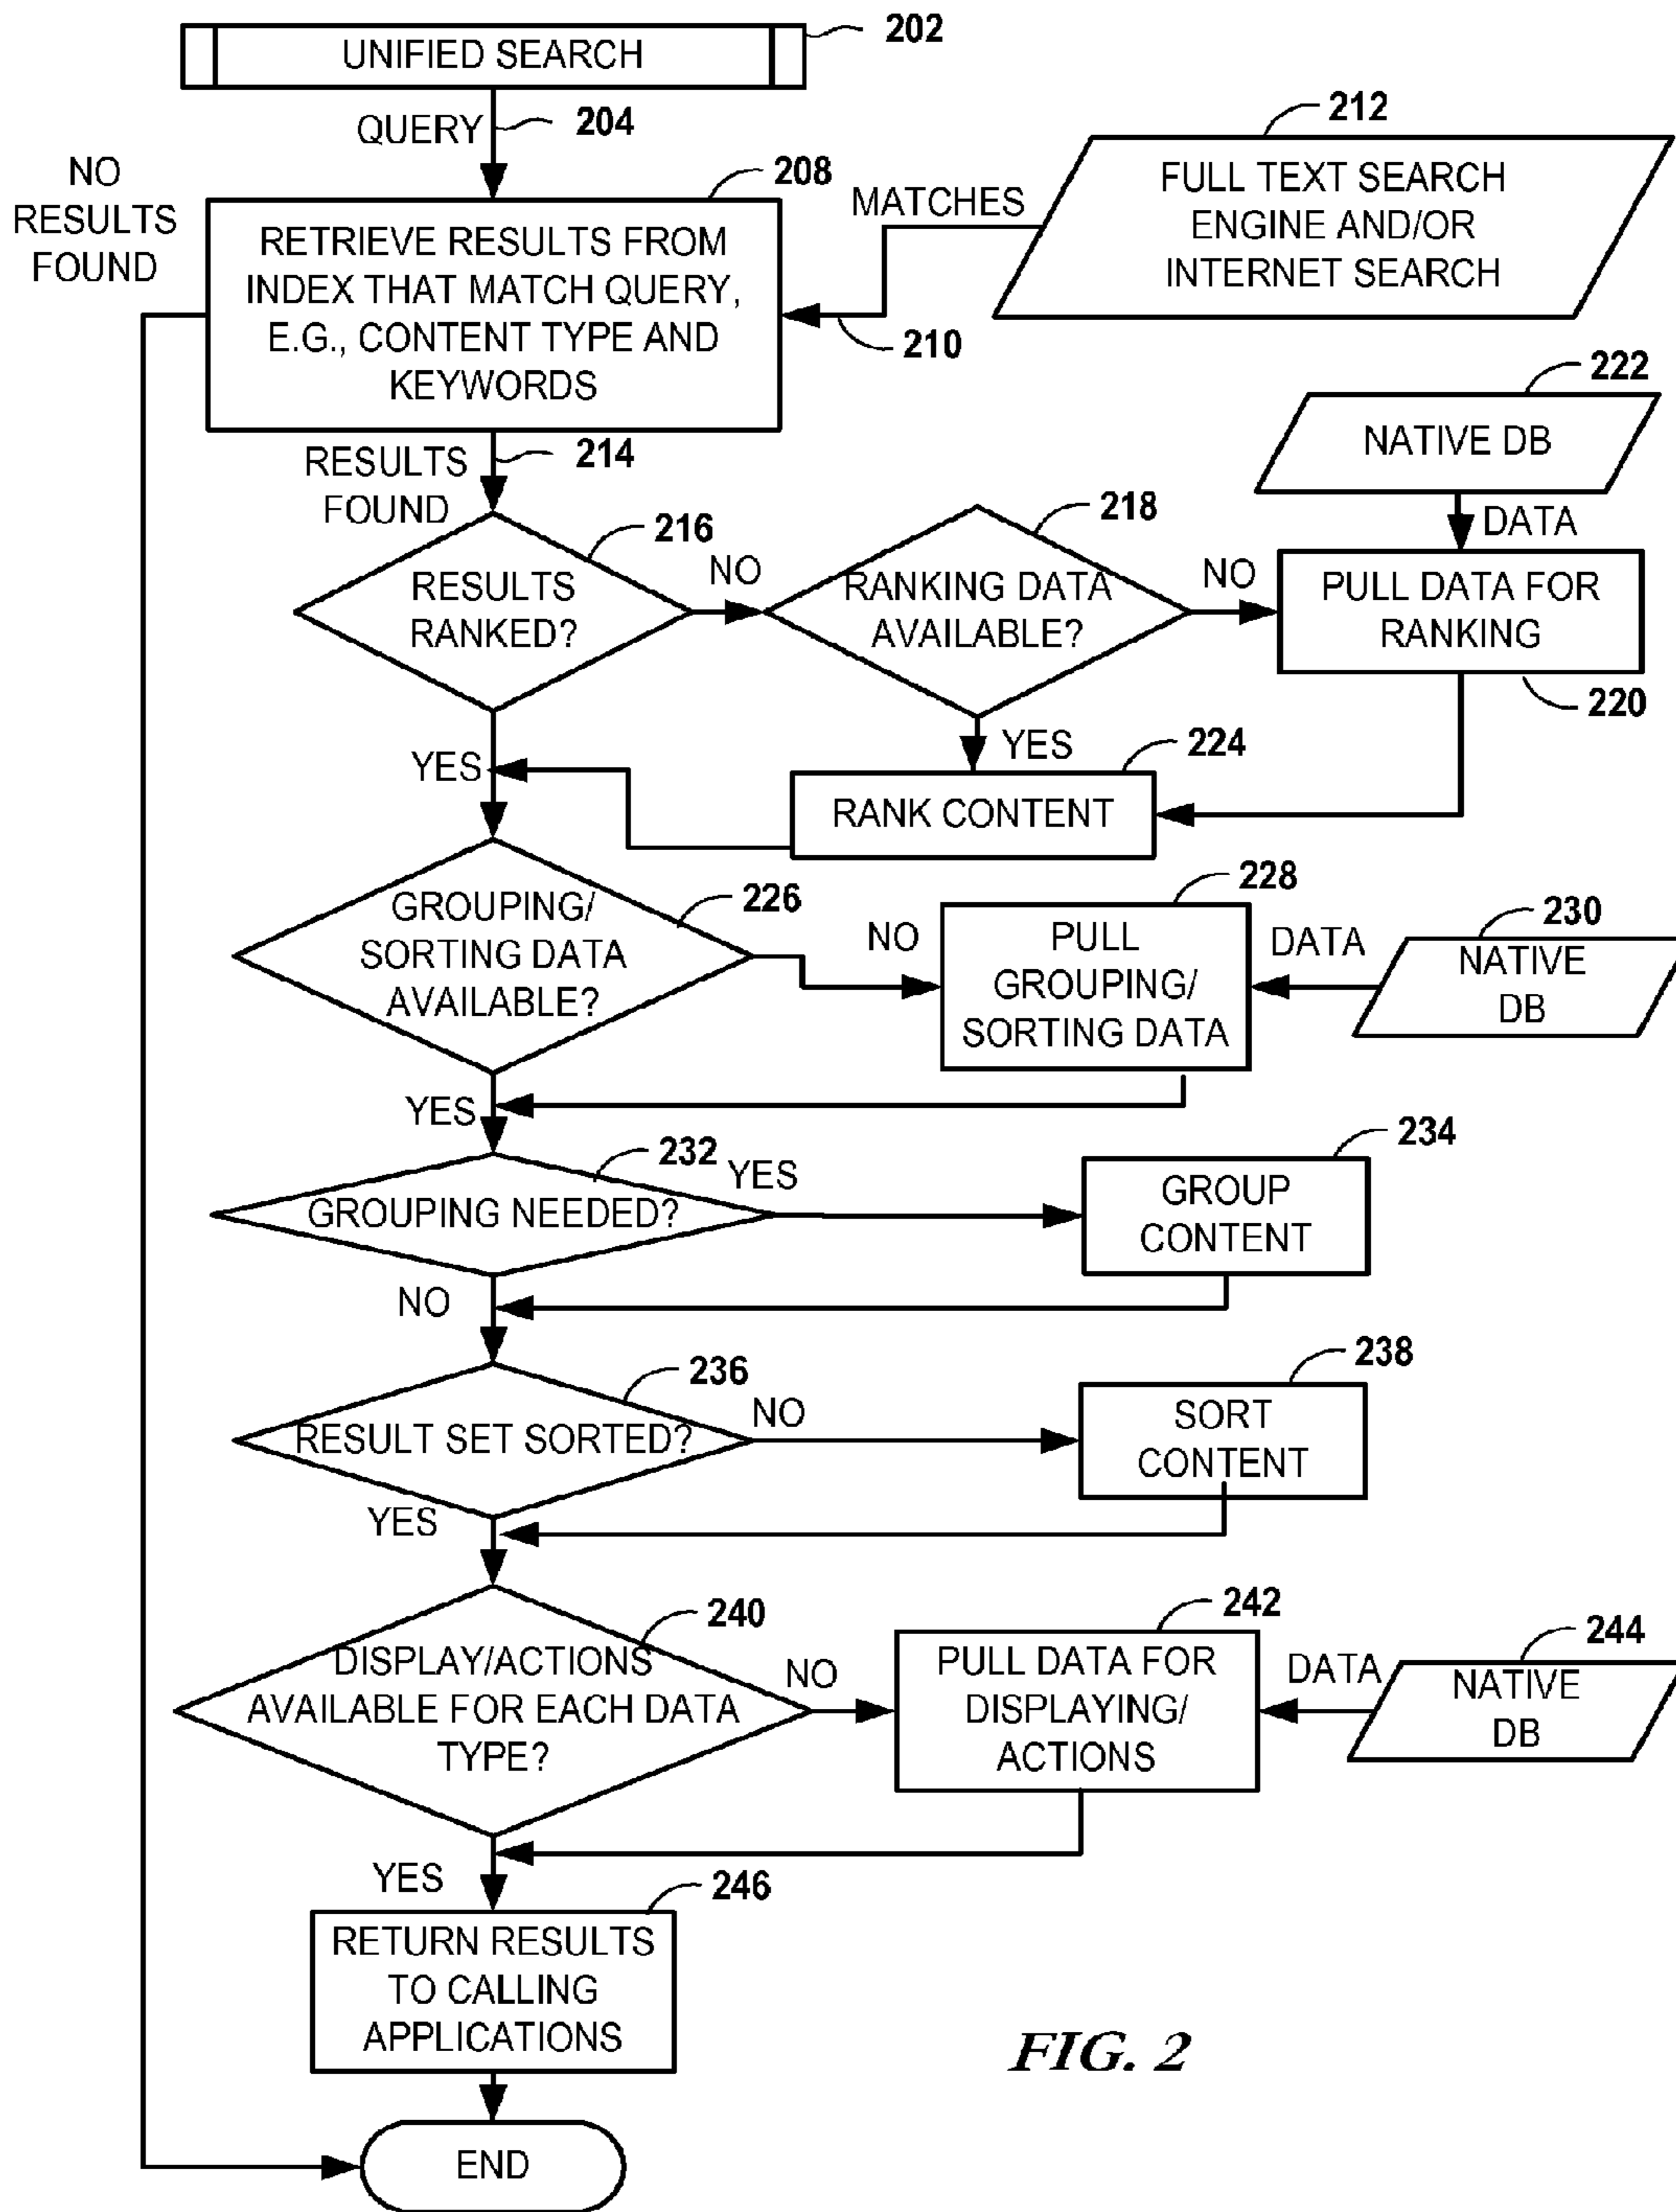 202
UNIFIED SEARCH
QUERY
204
212
FULL TEXT SEARCH
ENGINE AND/OR
INTERNET SEARCH
MATCHES
210
NO
RESULTS
FOUND
208
RETRIEVE RESULTS FROM
INDEX THAT MATCH QUERY,
E.G., CONTENT TYPE AND
KEYWORDS
RESULTS
FOUND
214
222
NATIVE DB
DATA
216
RESULTS
RANKED?
NO
218
RANKING DATA
AVAILABLE?
NO
PULL DATA FOR
RANKING
220
YES
YES
224
RANK CONTENT
226
GROUPING/
SORTING DATA
AVAILABLE?
NO
228
PULL
GROUPING/
SORTING DATA
DATA
230
NATIVE
DB
YES
232
GROUPING NEEDED?
YES
234
GROUP
CONTENT
NO
236
RESULT SET SORTED?
NO
238
SORT
CONTENT
YES
240
DISPLAY/ACTIONS
AVAILABLE FOR EACH DATA
TYPE?
NO
242
PULL DATA FOR
DISPLAYING/
ACTIONS
DATA
244
NATIVE
DB
YES
246
RETURN RESULTS
TO CALLING
APPLICATIONS
END
FIG. 2